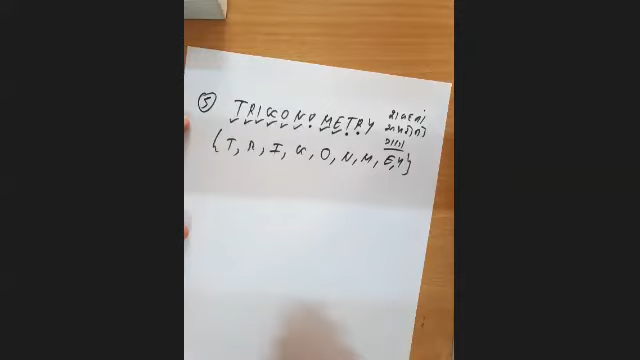 5 TRIGONOMETRY
{T, R, I, G, O, N, M, E, Y}